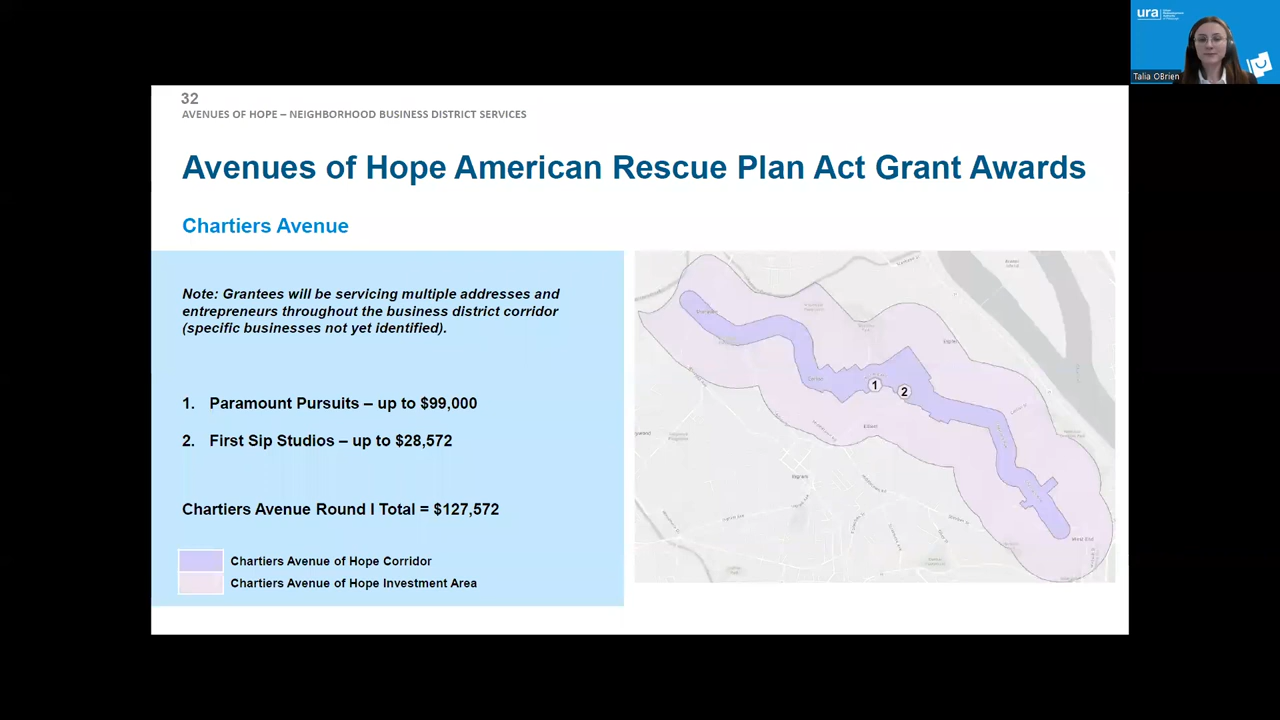 ura
Talia OBrien
32
AVENUES OF HOPE – NEIGHBORHOOD BUSINESS DISTRICT SERVICES
Avenues of Hope American Rescue Plan Act Grant Awards
Chartiers Avenue
Note: Grantees will be servicing multiple addresses and
entrepreneurs throughout the business district corridor
(specific businesses not yet identified).
1. Paramount Pursuits – up to $99,000
2. First Sip Studios – up to $28,572
Chartiers Avenue Round I Total = $127,572
Chartiers Avenue of Hope Corridor
Chartiers Avenue of Hope Investment Area
1
2
West End